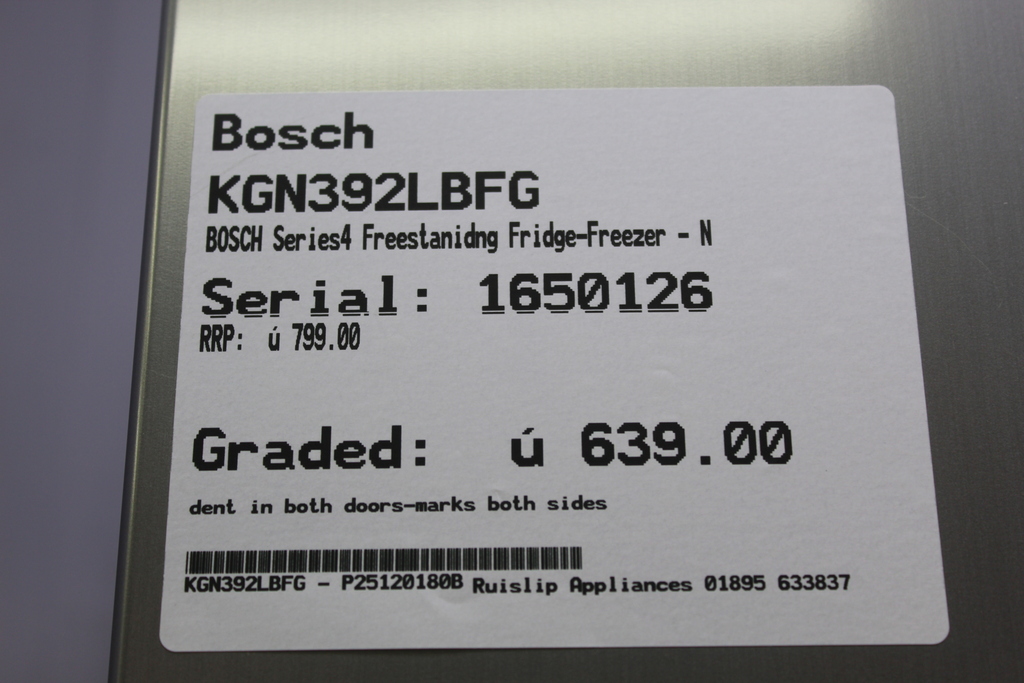 Bosch
KGN392LBFG
BOSCH Series4 Freestanidng Fridge-Freezer - N
Serial: 1650126
RRP: ú 799.00
Graded: ú 639.00
dent in both doors-marks both sides
KGN392LBFG - P25120180B Ruislip Appliances 01895 633837